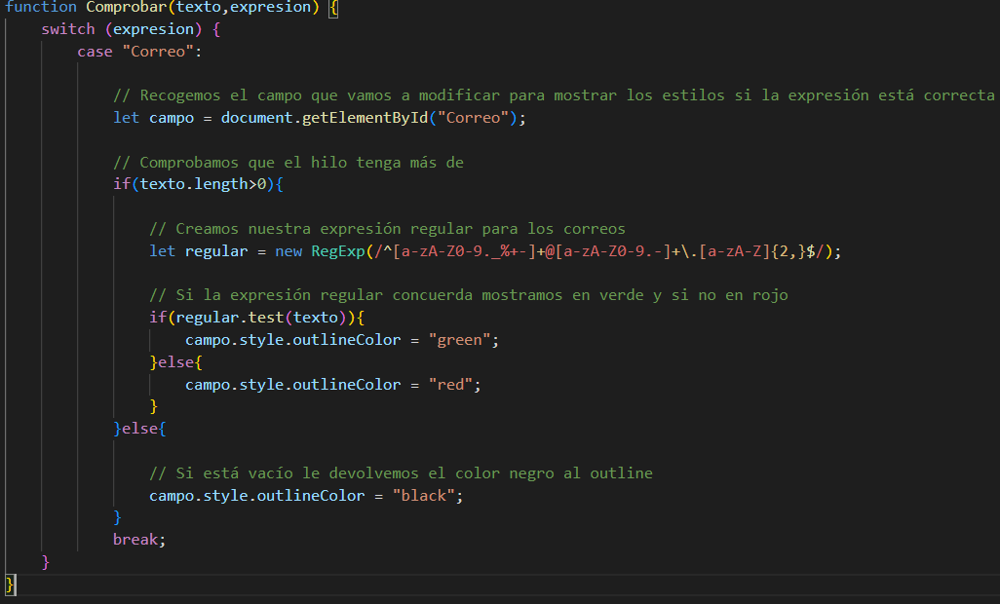 function Comprobar(texto,expresion) {
switch (expresion) {
case "Correo":
// Recogemos el campo que vamos a modificar para mostrar los estilos si la expresión está correcta
let campo = document.getElementById("Correo");
// Comprobamos que el hilo tenga más de
if(texto.length>0){
// Creamos nuestra expresión regular para los correos
let regular = new RegExp(/^[a-zA-Z0-9._%+-]+@[a-zA-Z0-9.-]+\.[a-zA-Z]{2,}$/);
// Si la expresión regular concuerda mostramos en verde y si no en rojo
if(regular.test(texto)){
campo.style.outlineColor = "green";
}else{
campo.style.outlineColor = "red";
}
}else{
// Si está vacío le devolvemos el color negro al outline
campo.style.outlineColor = "black";
}
break;
}
}